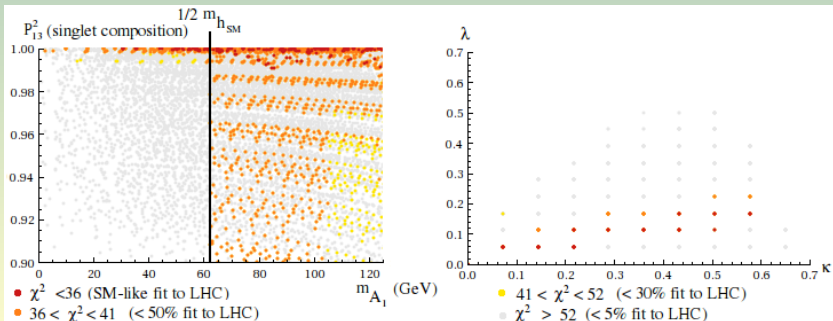 1/2 m h_SM
P²₁₃ (singlet composition)
1.00
0.98
0.96
0.94
0.92
0.90
0 20 40 60 80 100 120
m_A₁ (GeV)
λ
0.7
0.6
0.5
0.4
0.3
0.2
0.1
0.0
0.0 0.1 0.2 0.3 0.4 0.5 0.6 0.7
κ
χ² <36 (SM-like fit to LHC)
36 < χ² < 41 (< 50% fit to LHC)
41 < χ² < 52 (< 30% fit to LHC)
χ² > 52 (< 5% fit to LHC)